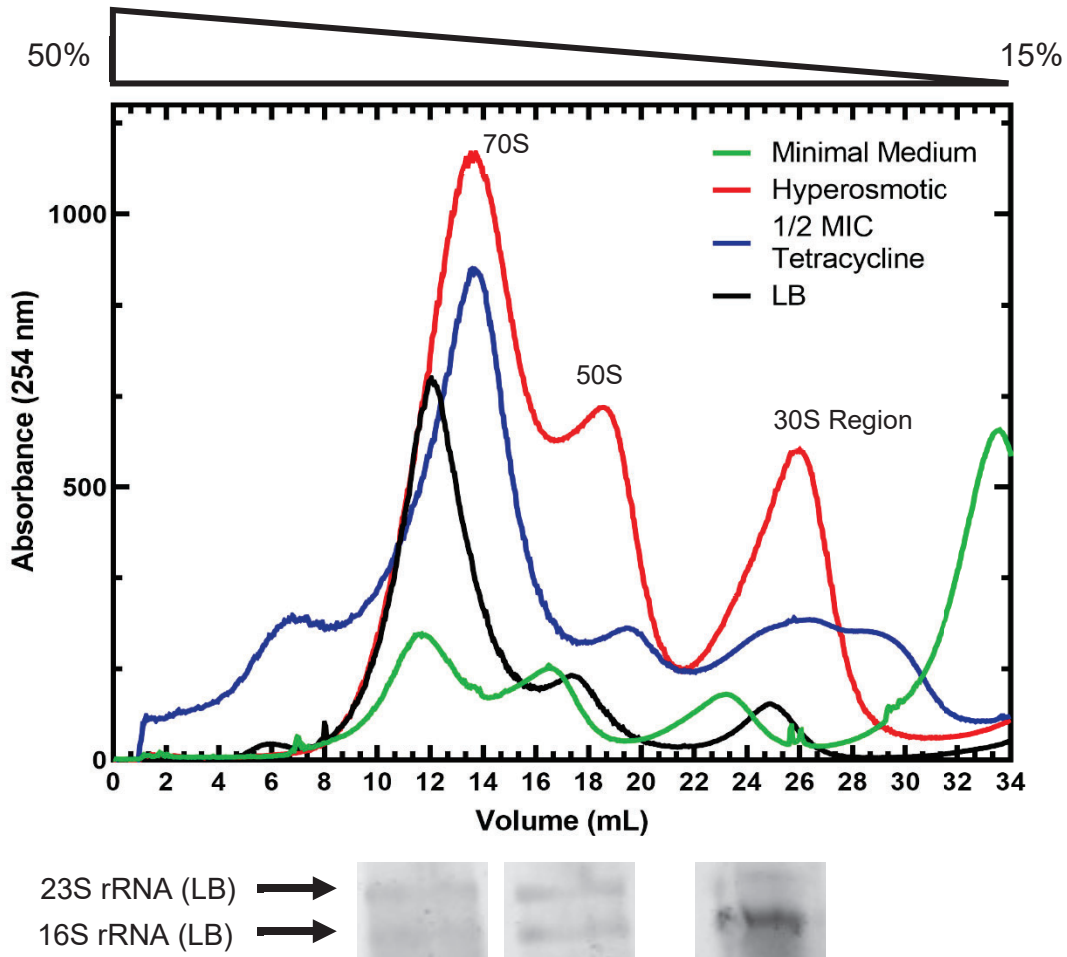 50%
15%
70S
50S
30S Region
Minimal Medium
Hyperosmotic
1/2 MIC
Tetracycline
LB
1000
500
0
Absorbance (254 nm)
0 2 4 6 8 10 12 14 16 18 20 22 24 26 28 30 32 34
Volume (mL)
23S rRNA (LB)
16S rRNA (LB)